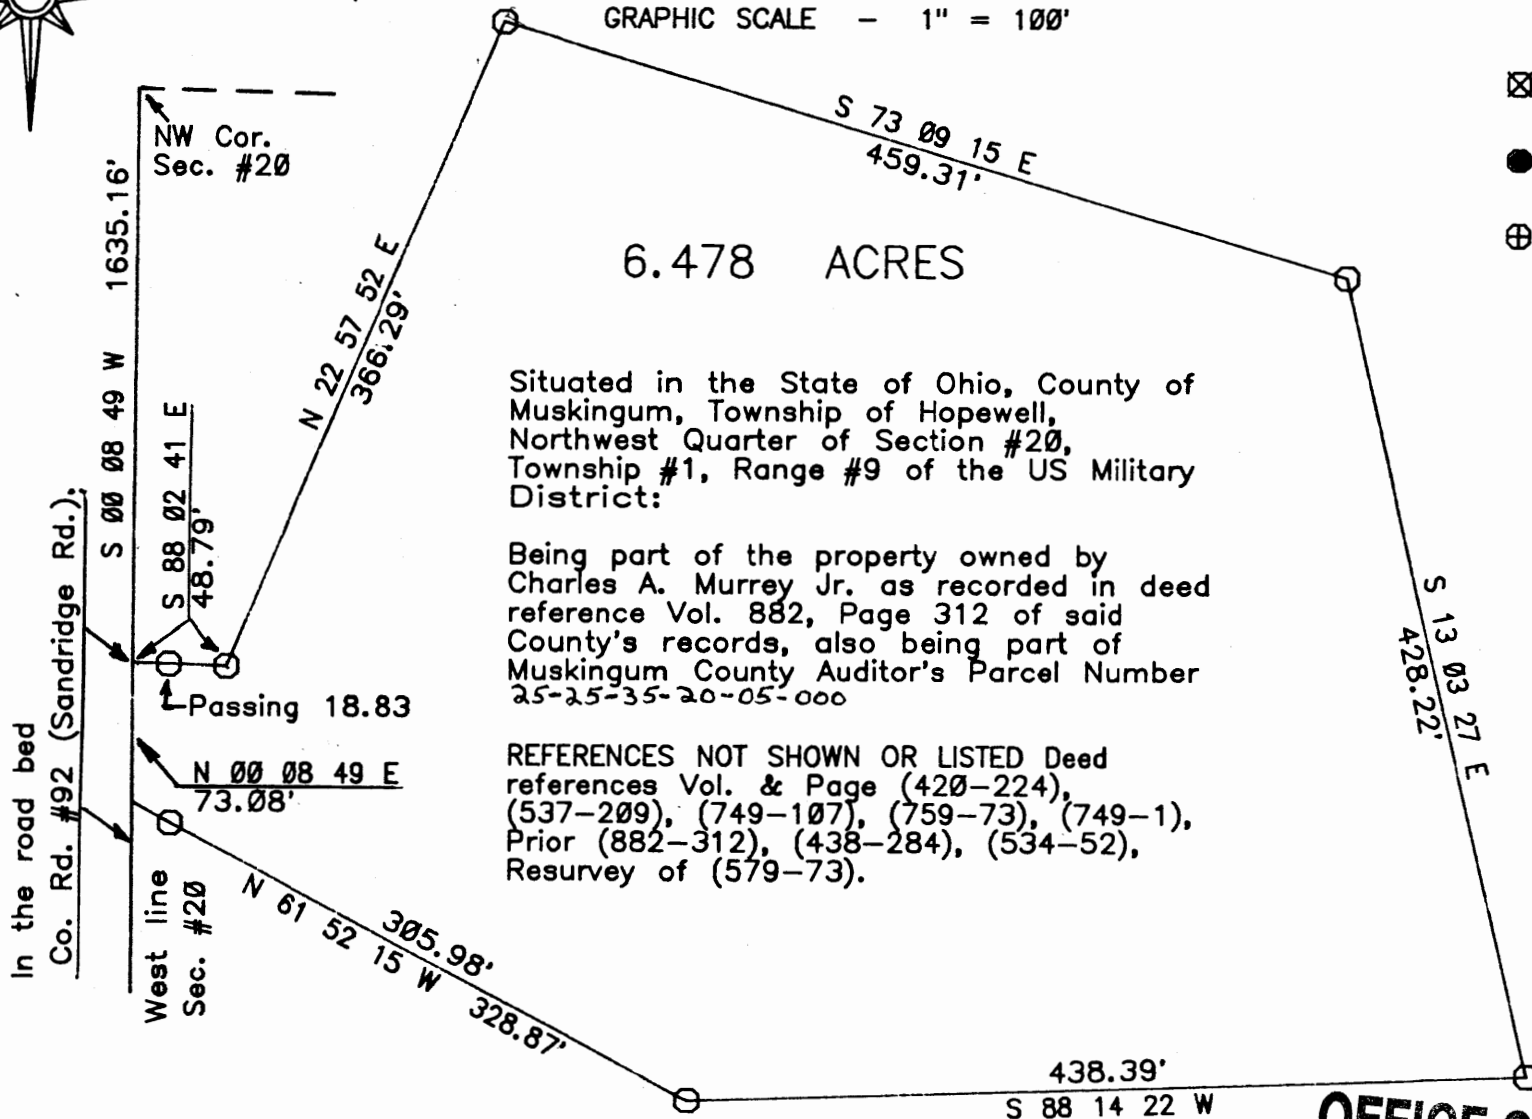 GRAPHIC SCALE - 1" = 100'
NW Cor.
Sec. #20
S 00 08 49 W 1635.16'
S 73 09 15 E
459.31'
6.478 ACRES
N 22 57 52 E
366.29'
S 88 02 41 E
48.79'
Situated in the State of Ohio, County of
Muskingum, Township of Hopewell,
Northwest Quarter of Section #20,
Township #1, Range #9 of the US Military
District:
Being part of the property owned by
Charles A. Murrey Jr. as recorded in deed
reference Vol. 882, Page 312 of said
County's records, also being part of
Muskingum County Auditor's Parcel Number
25-25-35-20-05-000
REFERENCES NOT SHOWN OR LISTED Deed
references Vol. & Page (420-224),
(537-209), (749-107), (759-73), (749-1),
Prior (882-312), (438-284), (534-52),
Resurvey of (579-73).
Passing 18.83
N 00 08 49 E
73.08'
In the road bed
Co. Rd. #92 (Sandridge Rd.);
West line
Sec. #20
305.98'
N 61 52 15 W 328.87'
S 13 03 27 E
428.22'
438.39'
S 88 14 22 W